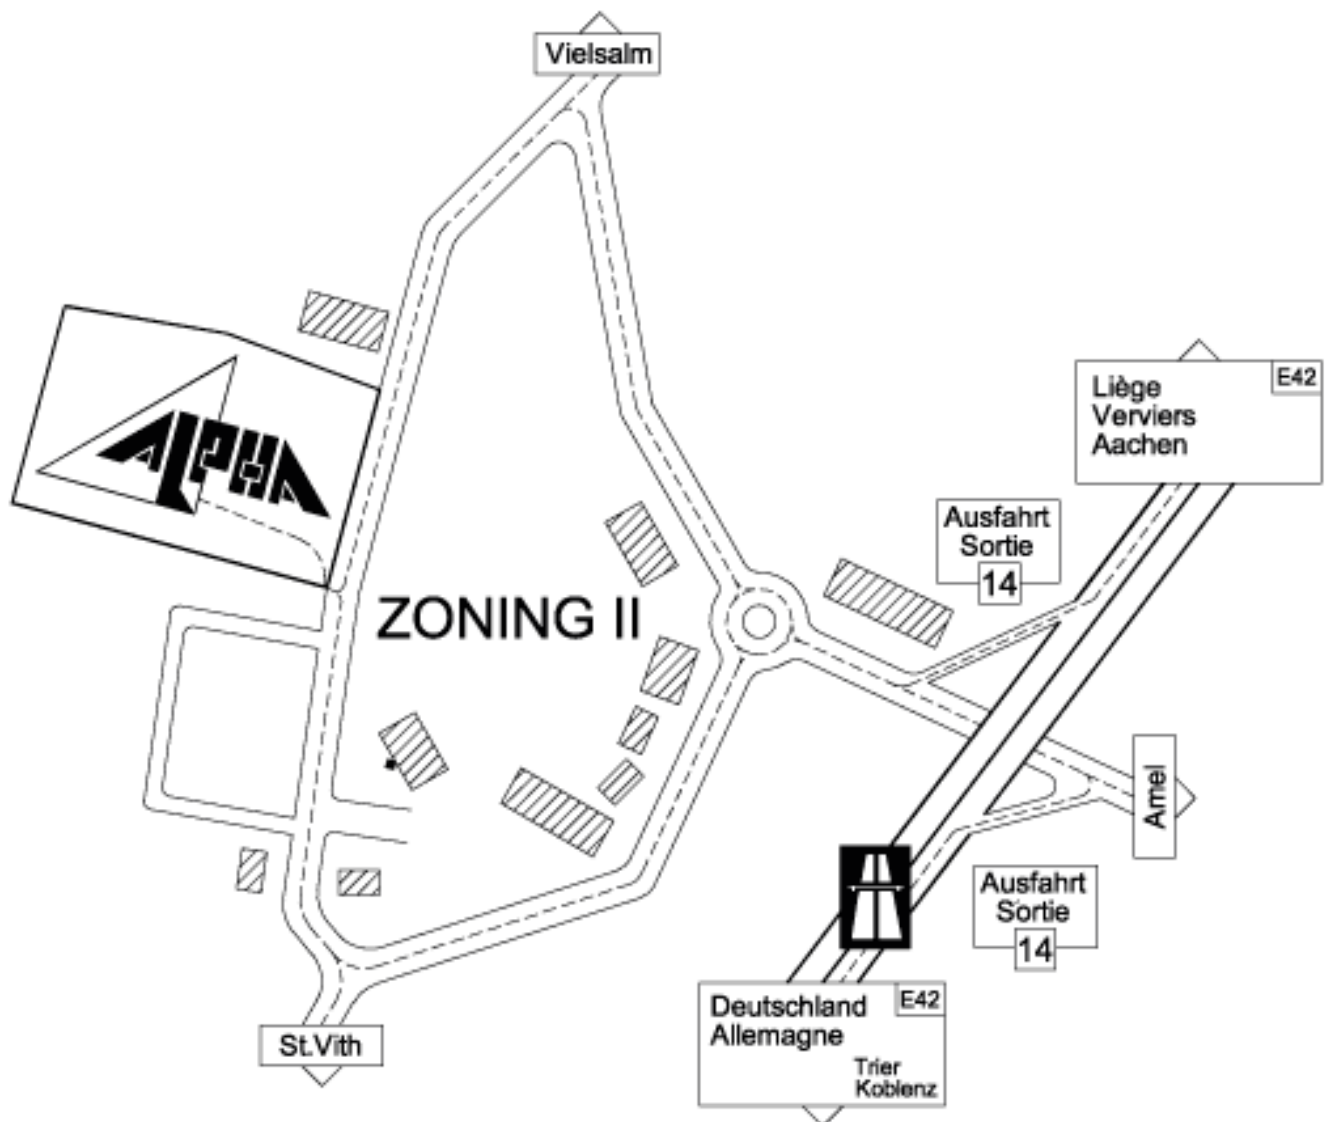 Vielsalm
E42
Liège
Verviers
Aachen
ALPHA
Ausfahrt
Sortie
14
ZONING II
Amel
Ausfahrt
Sortie
14
Deutschland
E42
Allemagne
Trier
Koblenz
St.Vith